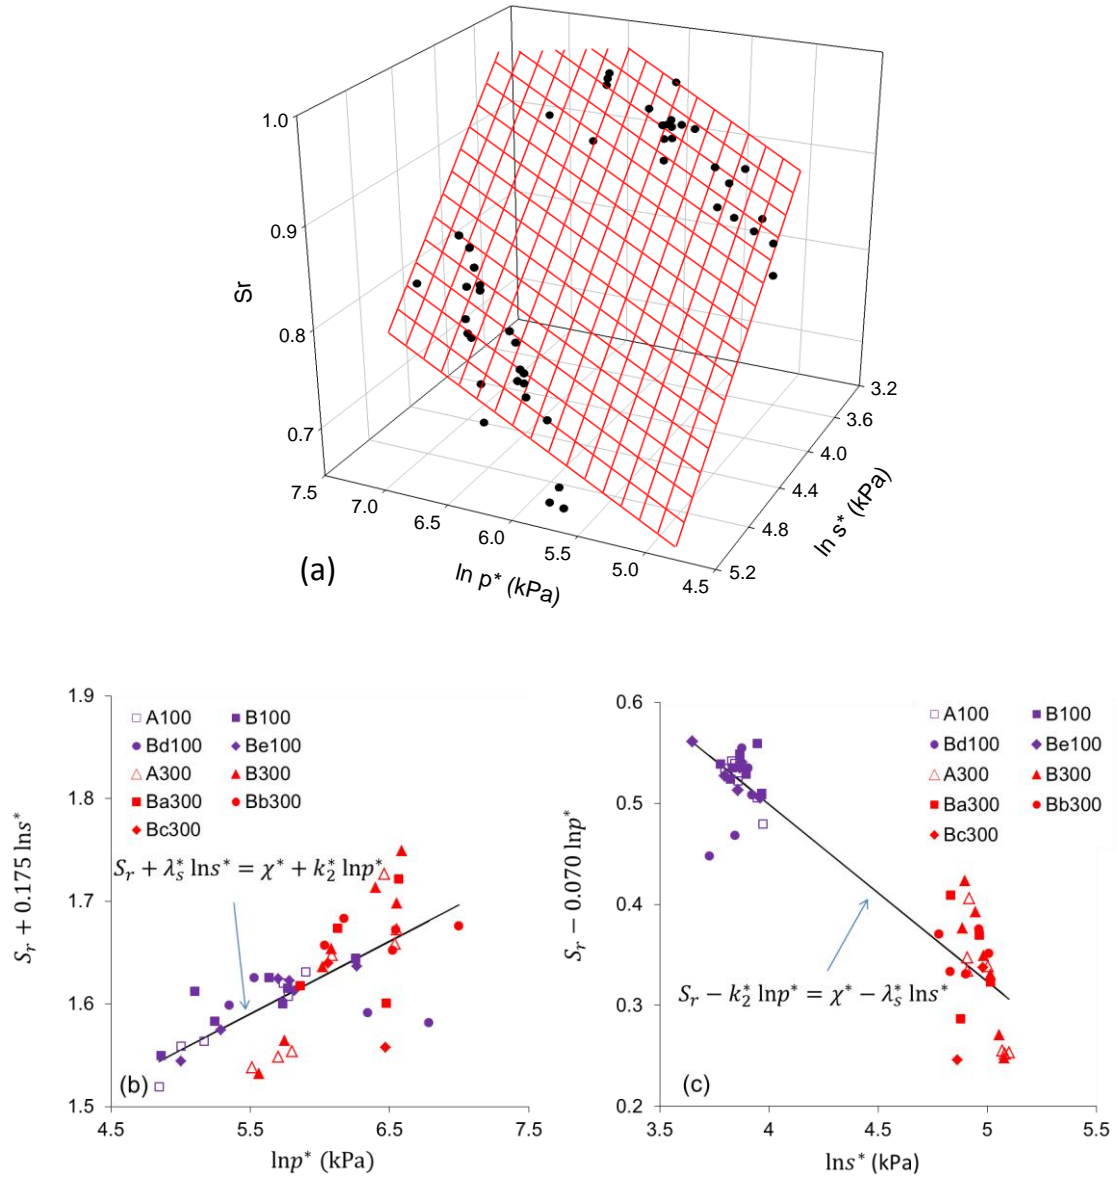 1.0
0.9
0.8
0.7
Sr
7.5
7.0
6.5
6.0
5.5
5.0
4.5
ln p* (kPa)
3.2
3.6
4.0
4.4
4.8
5.2
ln s* (kPa)
(a)
1.9
1.8
1.7
1.6
1.5
S_r + 0.175 lns*
A100 B100
Bd100 Be100
A300 B300
Ba300 Bb300
Bc300
S_r + λ_s* lns* = χ* + k_2* lnp*
(b)
4.5 5.5 6.5 7.5
lnp* (kPa)
0.6
0.5
0.4
0.3
0.2
S_r − 0.070 lnp*
A100 B100
Bd100 Be100
A300 B300
Ba300 Bb300
Bc300
S_r − k_2* lnp* = χ* − λ_s* lns*
(c)
3.5 4 4.5 5 5.5
lns* (kPa)